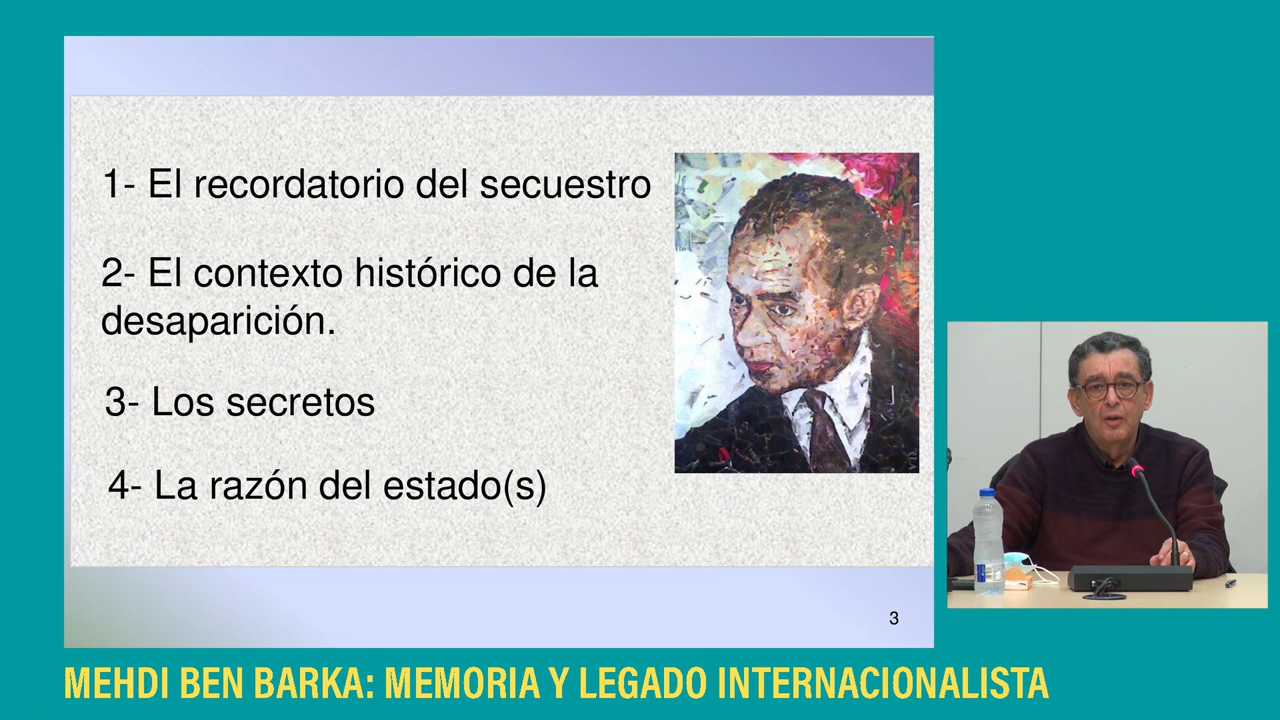 1- El recordatorio del secuestro
2- El contexto histórico de la
desaparición.
3- Los secretos
4- La razón del estado(s)
3
MEHDI BEN BARKA: MEMORIA Y LEGADO INTERNACIONALISTA